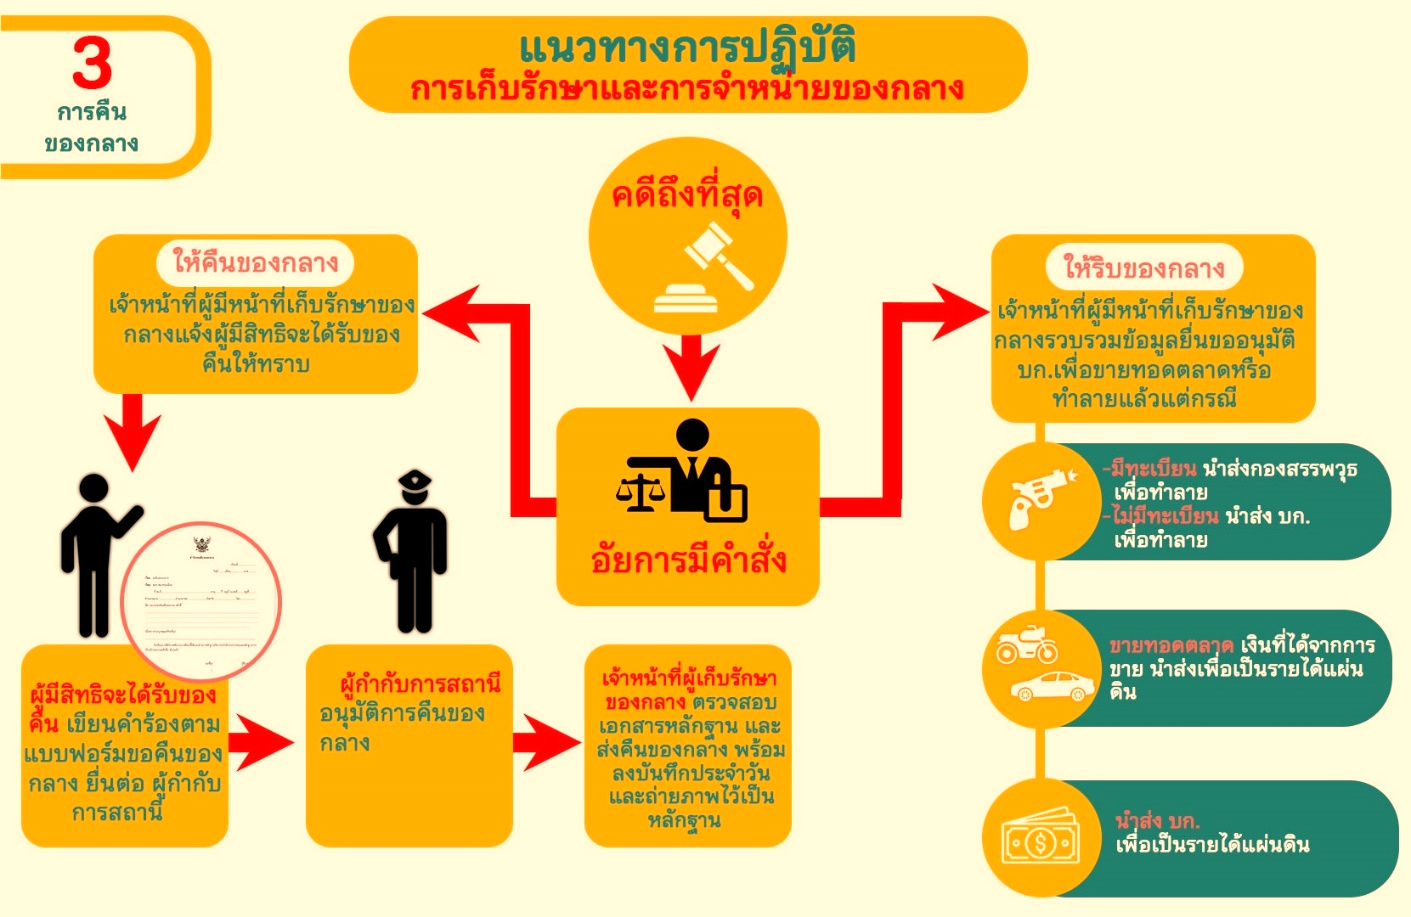 3
การคืน
ของกลาง
แนวทางการปฏิบัติ
การเก็บรักษาและการจำหน่ายของกลาง
คดีถึงที่สุด
ให้คืนของกลาง
เจ้าหน้าที่ผู้มีหน้าที่เก็บรักษาของ
กลางแจ้งผู้มีสิทธิจะได้รับของ
คืนให้ทราบ
ให้ริบของกลาง
เจ้าหน้าที่ผู้มีหน้าที่เก็บรักษาของ
กลางรวบรวมข้อมูลยื่นขออนุมัติ
บก.เพื่อขายทอดตลาดหรือ
ทำลายแล้วแต่กรณี
อัยการมีคำสั่ง
-มีทะเบียน นำส่งกองสรรพวุธ
เพื่อทำลาย
-ไม่มีทะเบียน นำส่ง บก.
เพื่อทำลาย
ขายทอดตลาด เงินที่ได้จากการ
ขาย นำส่งเพื่อเป็นรายได้แผ่น
ดิน
นำส่ง บก.
เพื่อเป็นรายได้แผ่นดิน
ผู้มีสิทธิจะได้รับของ
คืน เขียนคำร้องตาม
แบบฟอร์มขอคืนของ
กลาง ยื่นต่อ ผู้กำกับ
การสถานี
ผู้กำกับการสถานี
อนุมัติการคืนของ
กลาง
เจ้าหน้าที่ผู้เก็บรักษา
ของกลาง ตรวจสอบ
เอกสารหลักฐาน และ
ส่งคืนของกลาง พร้อม
ลงบันทึกประจำวัน
และถ่ายภาพไว้เป็น
หลักฐาน